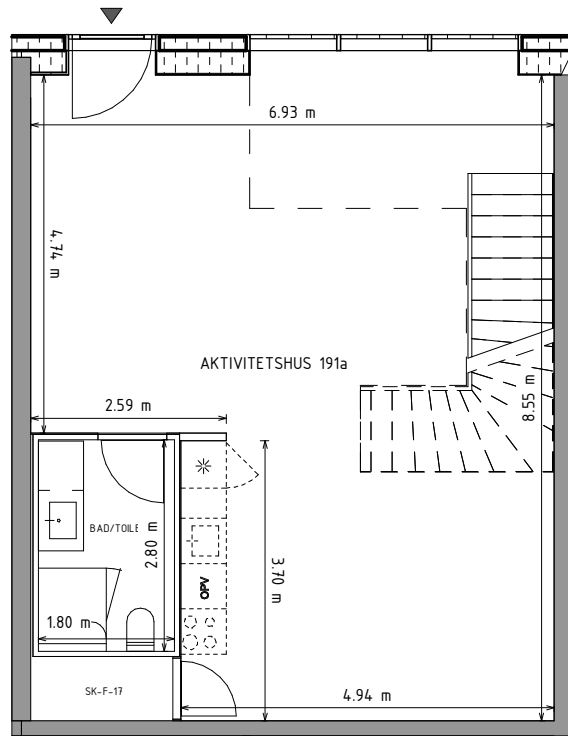 6.93 m
4.74 m
AKTIVITETSHUS 191a
8.55 m
2.59 m
BAD/TOILE
2.80 m
OPV
3.70 m
1.80 m
SK-F-17
4.94 m